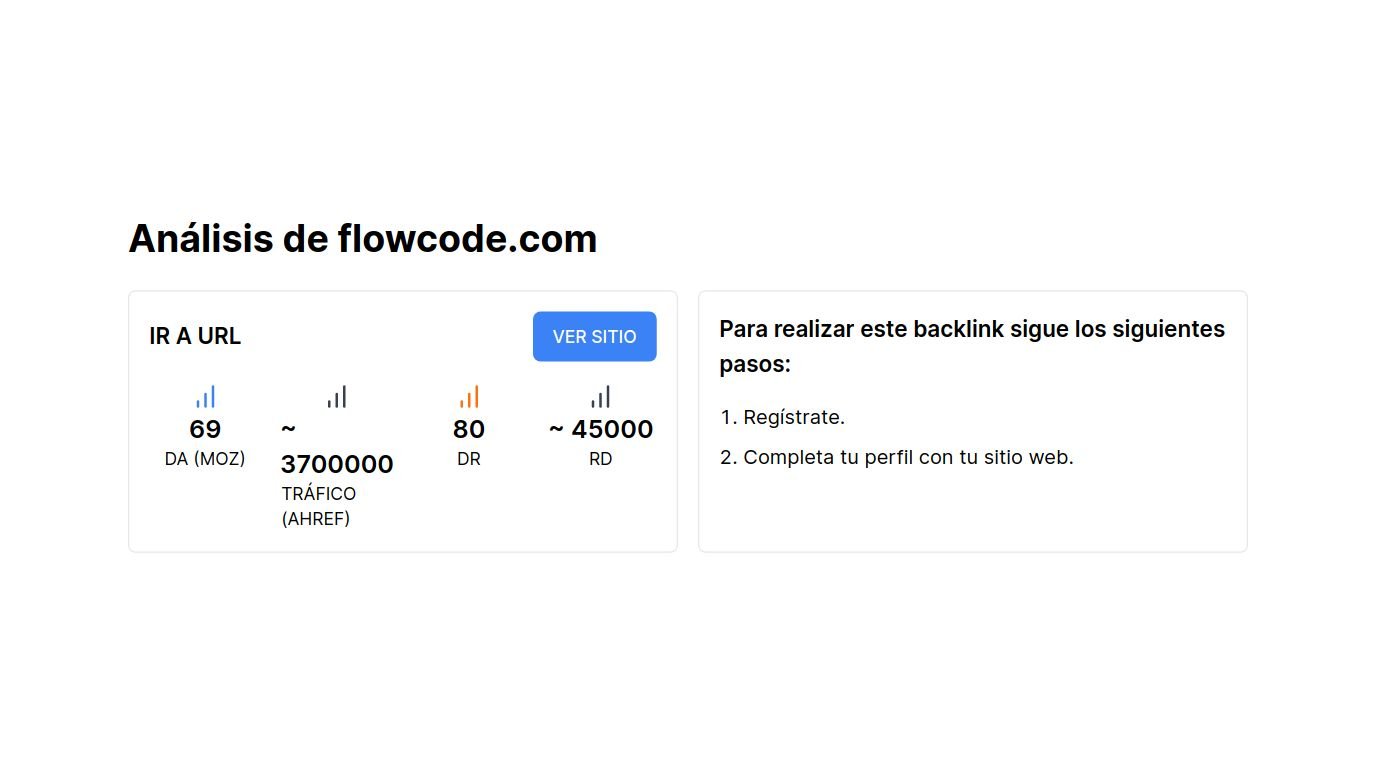 Análisis de flowcode.com
IR A URL
VER SITIO
69
DA (MOZ)
~
3700000
TRÁFICO
(AHREF)
80
DR
~ 45000
RD
Para realizar este backlink sigue los siguientes
pasos:
1. Regístrate.
2. Completa tu perfil con tu sitio web.